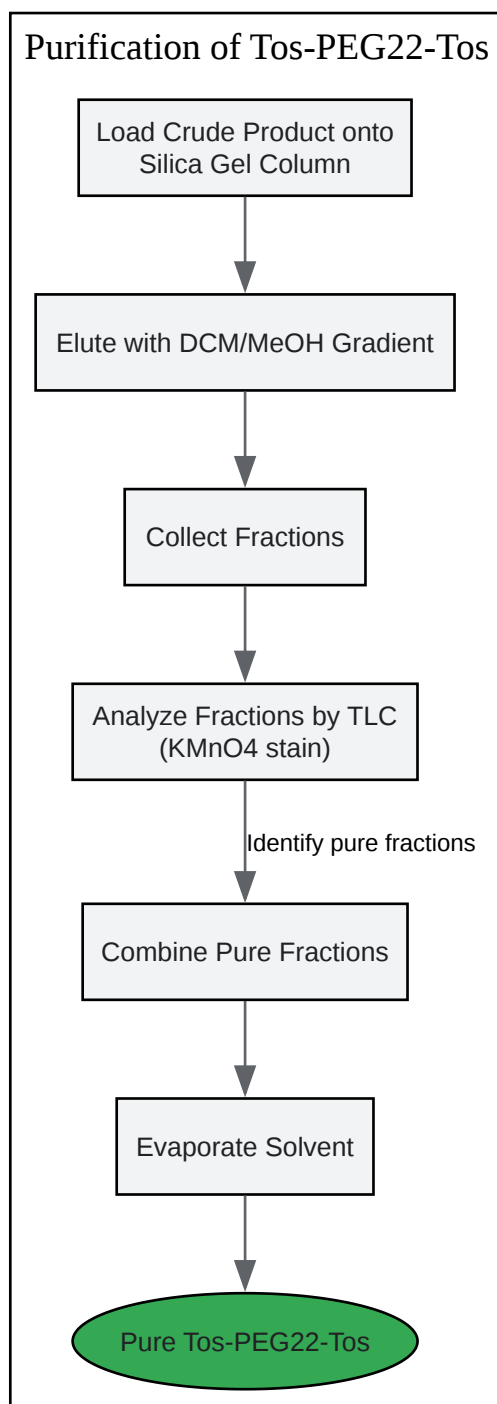 Purification of Tos-PEG22-Tos
Load Crude Product onto
Silica Gel Column
Elute with DCM/MeOH Gradient
Collect Fractions
Analyze Fractions by TLC
(KMnO4 stain)
Identify pure fractions
Combine Pure Fractions
Evaporate Solvent
Pure Tos-PEG22-Tos